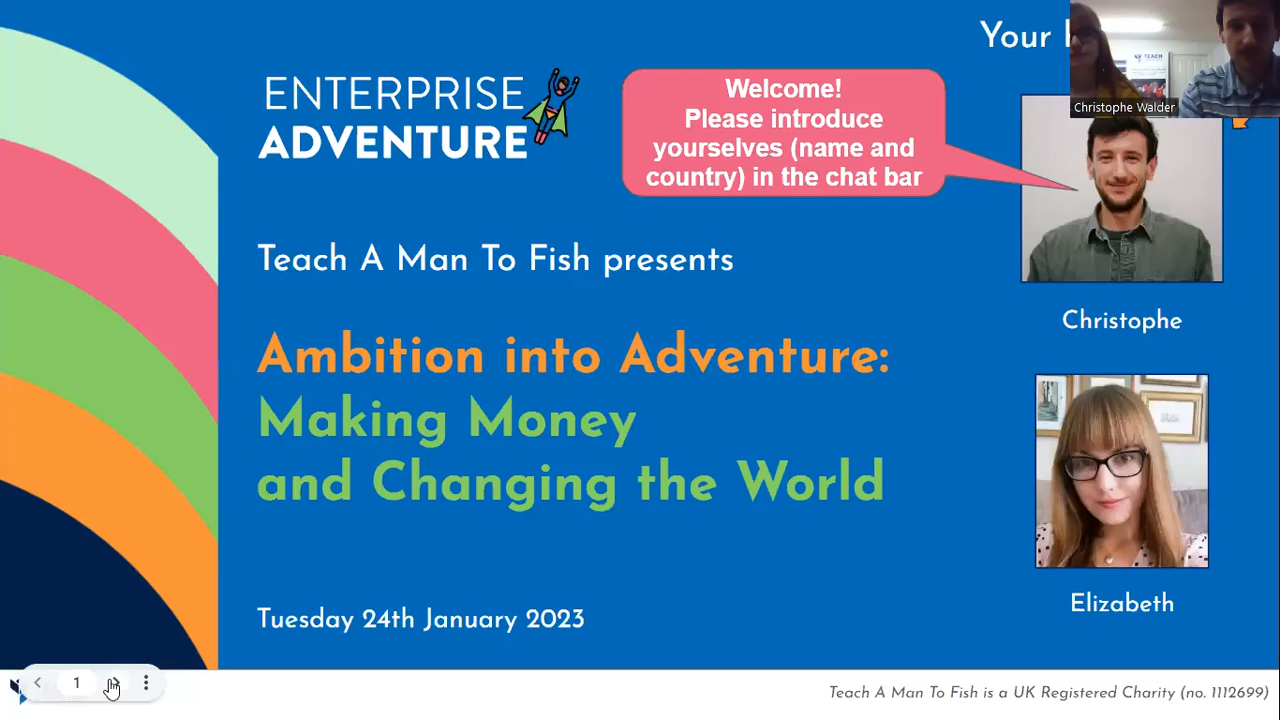 Your
ENTERPRISE
ADVENTURE
Welcome!
Please introduce
yourselves (name and
country) in the chat bar
TEACH
Christophe Walder
Teach A Man To Fish presents
Christophe
Ambition into Adventure:
Making Money
and Changing the World
Elizabeth
Tuesday 24th January 2023
1
Teach A Man To Fish is a UK Registered Charity (no. 1112699)